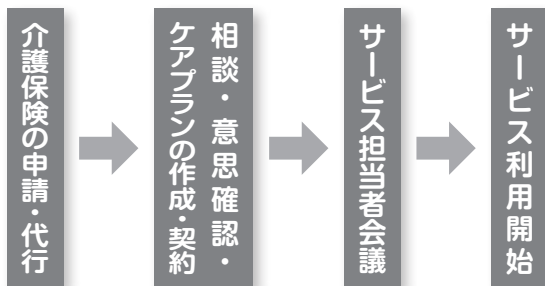 介護保険の申請・代行
相談・意思確認・
ケアプランの作成・契約
サービス担当者会議
サービス利用開始